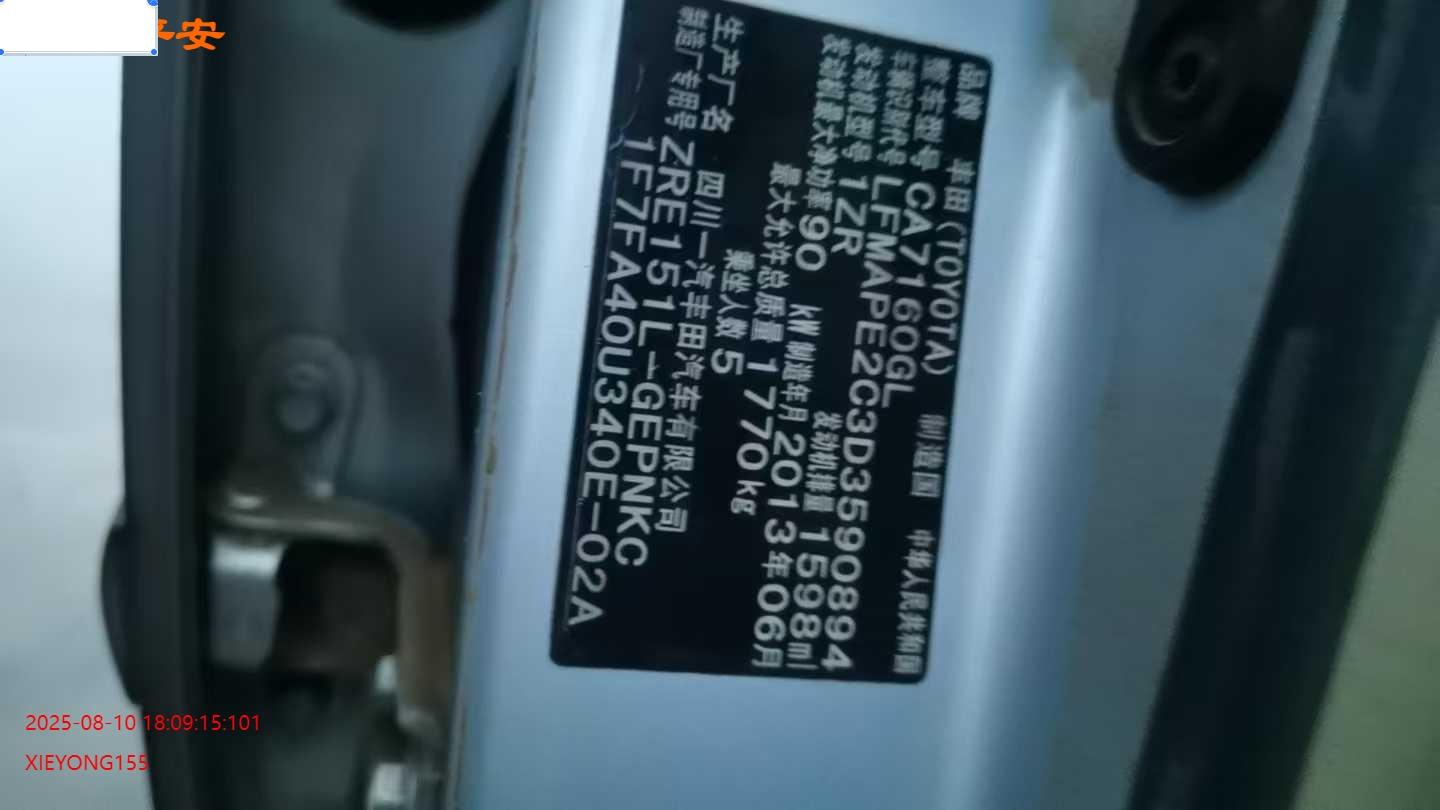 平安
品牌 丰田(TOYOTA) 制造国 中华人民共和国
整车型号 CA7160GL
车辆识别代号 LFMAPE2C3D3590894
发动机型号 1ZR 发动机排量 1598ml
发动机最大净功率 90 kW 制造年月 2013年06月
最大允许总质量 1770kg
乘坐人数 5
生产厂名 四川一汽丰田汽车有限公司
制造厂专用号 ZRE151L-GEPNKC
1F7FA40U340E-02A
2025-08-10 18:09:15:101
XIEYONG155